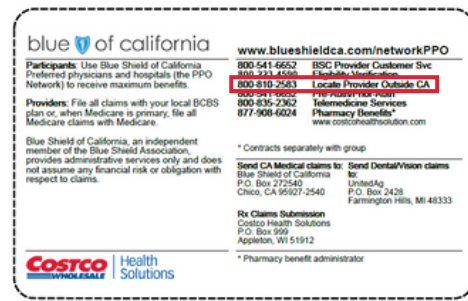 blue of california
Participants: Use Blue Shield of California
Preferred physicians and hospitals (the PPO
Network) to receive maximum benefits.
Providers: File all claims with your local BCBS
plan or, when Medicare is primary, file all
Medicare claims with Medicare.
Blue Shield of California, an independent
member of the Blue Shield Association,
provides administrative services only and does
not assume any financial risk or obligation with
respect to claims.
COSTCO
WHOLESALE
Health
Solutions
www.blueshieldca.com/networkPPO
800-541-6652 BSC Provider Customer Svc
Eligibility Verification
800-810-2583 Locate Provider Outside CA
800-541-6652
800-835-2362 Telemedicine Services
877-908-6024 Pharmacy Benefits*
www.costcohealthsolution.com
* Contracts separately with group
Send CA Medical claims to:
Blue Shield of California
P.O. Box 272540
Chico, CA 95927-2540
Send Dental/Vision claims
to:
UnitedAg
P.O. Box 2428
Farmington Hills, MI 48333
Rx Claims Submission
Costco Health Solutions
P.O. Box 999
Appleton, WI 51912
* Pharmacy benefit administrator